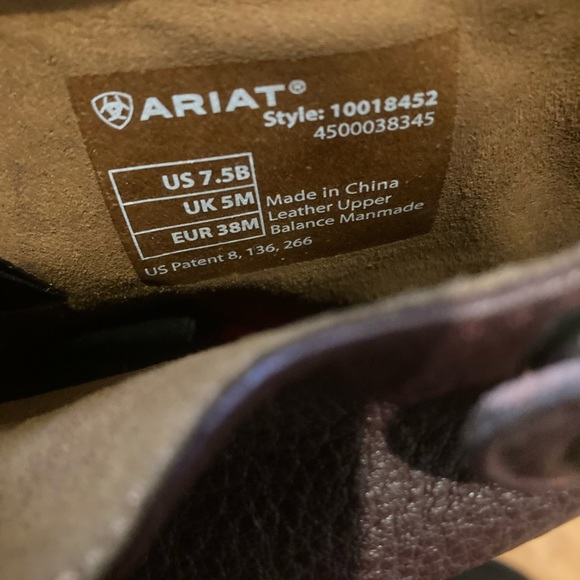 ARIAT®
Style: 10018452
4500038345
US 7.5B
UK 5M
EUR 38M
Made in China
Leather Upper
Balance Manmade
US Patent 8, 136, 266